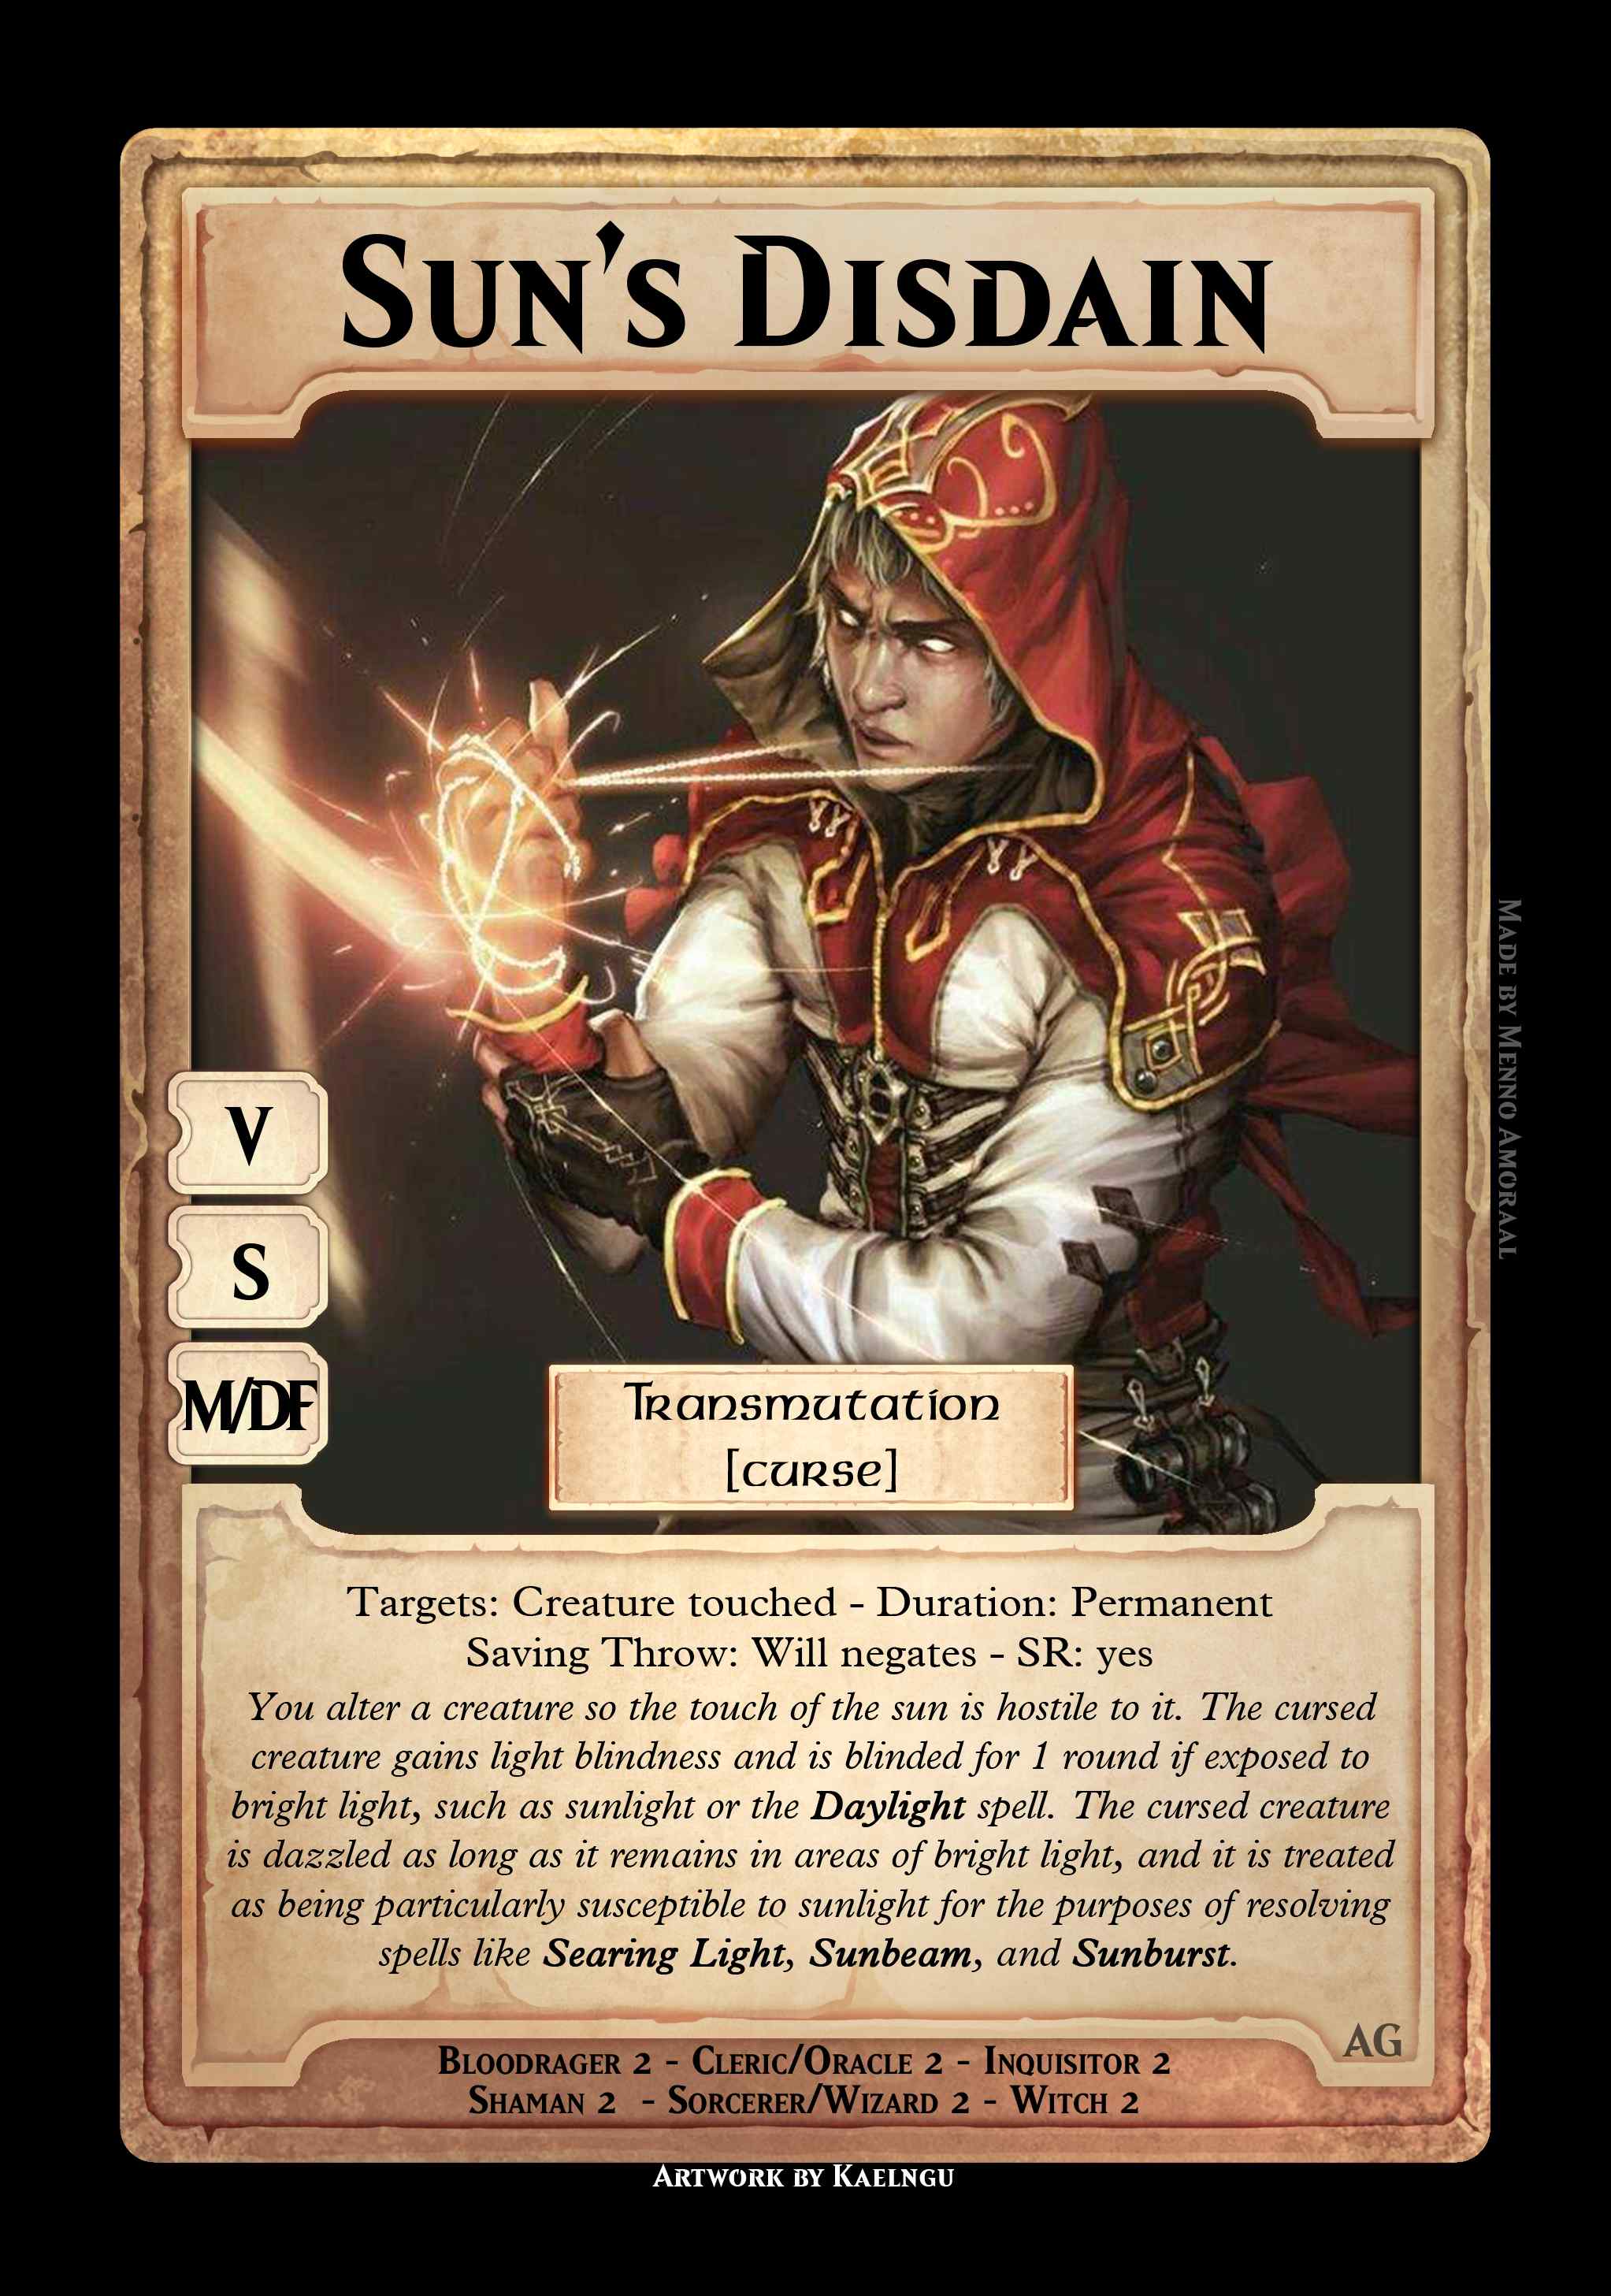 Sun's Disdain
V
S
M/DF
Transmutation
[curse]
Targets: Creature touched - Duration: Permanent
Saving Throw: Will negates - SR: yes
You alter a creature so the touch of the sun is hostile to it. The cursed
creature gains light blindness and is blinded for 1 round if exposed to
bright light, such as sunlight or the Daylight spell. The cursed creature
is dazzled as long as it remains in areas of bright light, and it is treated
as being particularly susceptible to sunlight for the purposes of resolving
spells like Searing Light, Sunbeam, and Sunburst.
AG
Bloodrager 2 - Cleric/Oracle 2 - Inquisitor 2
Shaman 2 - Sorcerer/Wizard 2 - Witch 2
Artwork by Kaelngu
Made by Menno Amoraal